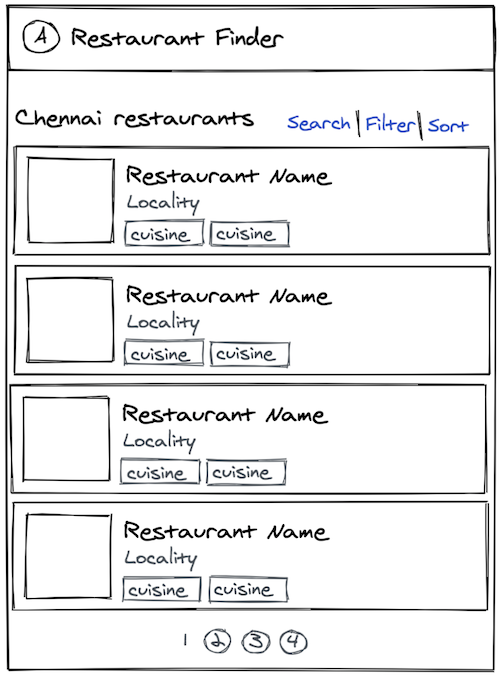 A Restaurant Finder
Chennai restaurants
Search | Filter | Sort
Restaurant Name
Locality
cuisine cuisine
Restaurant Name
Locality
cuisine cuisine
Restaurant Name
Locality
cuisine cuisine
Restaurant Name
Locality
cuisine cuisine
1 2 3 4